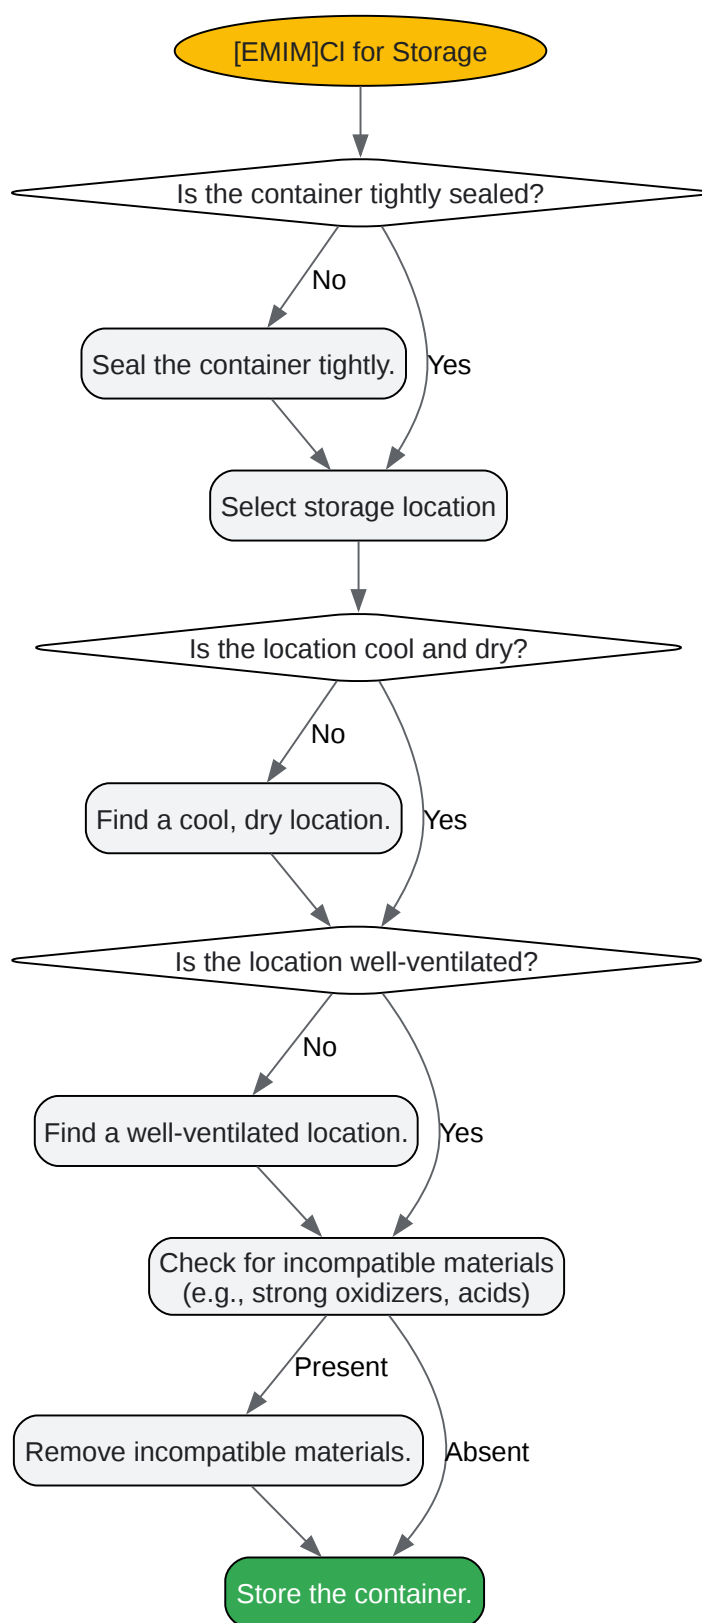 [EMIM]Cl for Storage
Is the container tightly sealed?
No
Seal the container tightly.
Yes
Select storage location
Is the location cool and dry?
No
Find a cool, dry location.
Yes
Is the location well-ventilated?
No
Find a well-ventilated location.
Yes
Check for incompatible materials
(e.g., strong oxidizers, acids)
Present
Remove incompatible materials.
Absent
Store the container.